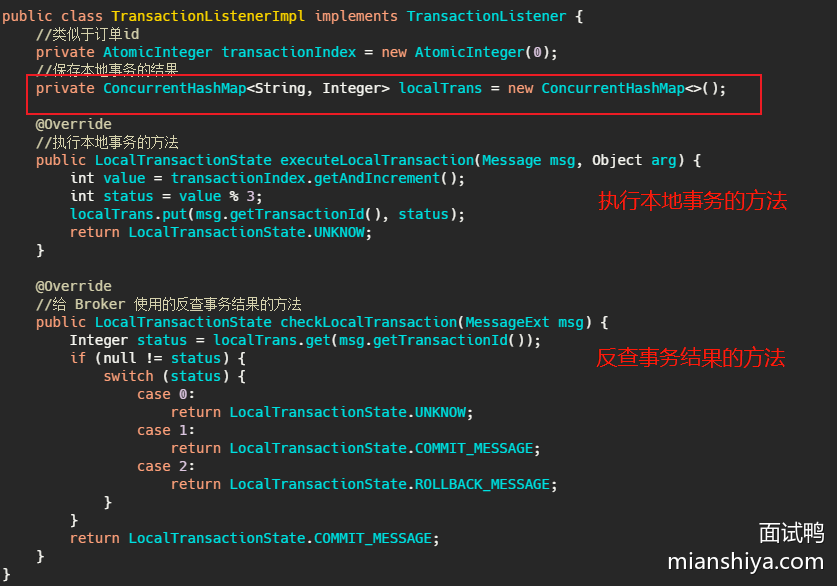 public class TransactionListenerImpl implements TransactionListener {
    //类似于订单id
    private AtomicInteger transactionIndex = new AtomicInteger(0);
    //保存本地事务的结果
    private ConcurrentHashMap<String, Integer> localTrans = new ConcurrentHashMap<>();

    @Override
    //执行本地事务的方法
    public LocalTransactionState executeLocalTransaction(Message msg, Object arg) {
        int value = transactionIndex.getAndIncrement();
        int status = value % 3;
        localTrans.put(msg.getTransactionId(), status);
        return LocalTransactionState.UNKNOW;
    }
执行本地事务的方法

    @Override
    //给 Broker 使用的反查事务结果的方法
    public LocalTransactionState checkLocalTransaction(MessageExt msg) {
        Integer status = localTrans.get(msg.getTransactionId());
        if (null != status) {
            switch (status) {
                case 0:
                    return LocalTransactionState.UNKNOW;
                case 1:
                    return LocalTransactionState.COMMIT_MESSAGE;
                case 2:
                    return LocalTransactionState.ROLLBACK_MESSAGE;
            }
        }
        return LocalTransactionState.COMMIT_MESSAGE;
    }
}
反查事务结果的方法
面试鸭
mianshiya.com